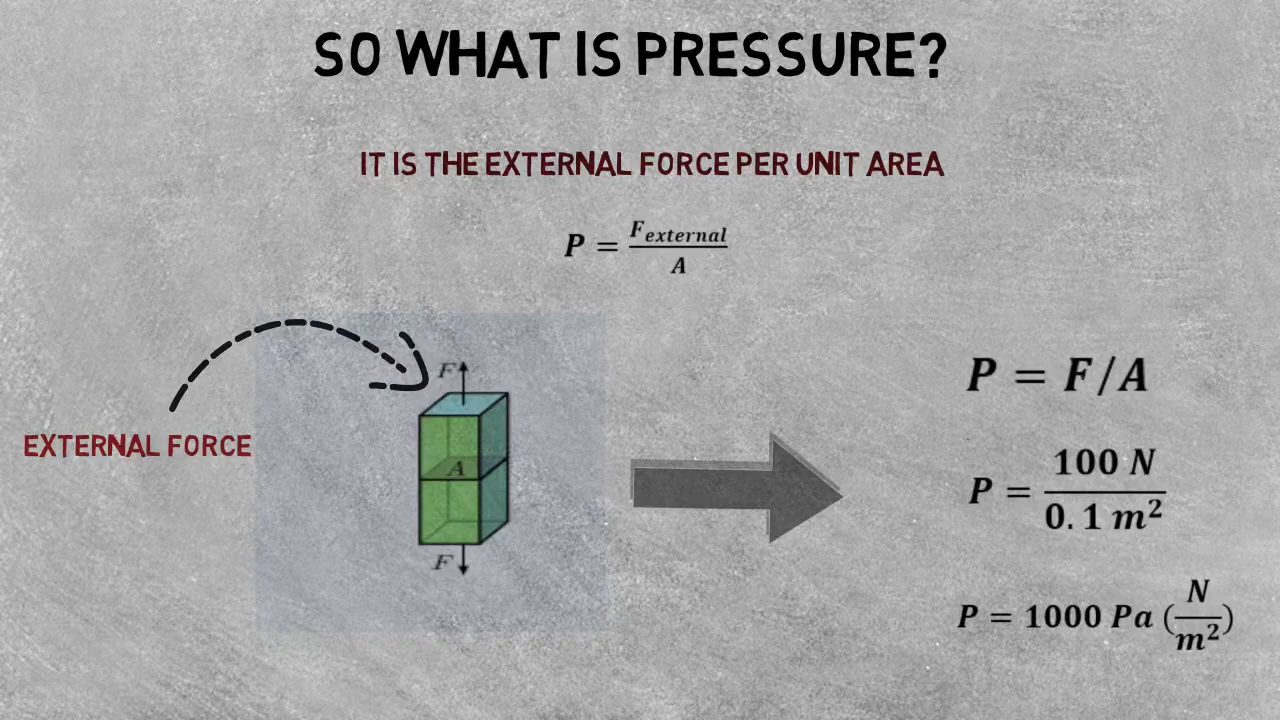 SO WHAT IS PRESSURE?
IT IS THE EXTERNAL FORCE PER UNIT AREA
P = F_external / A
EXTERNAL FORCE
F
A
F
P = F/A
P = 100 N / 0.1 m²
P = 1000 Pa (N/m²)